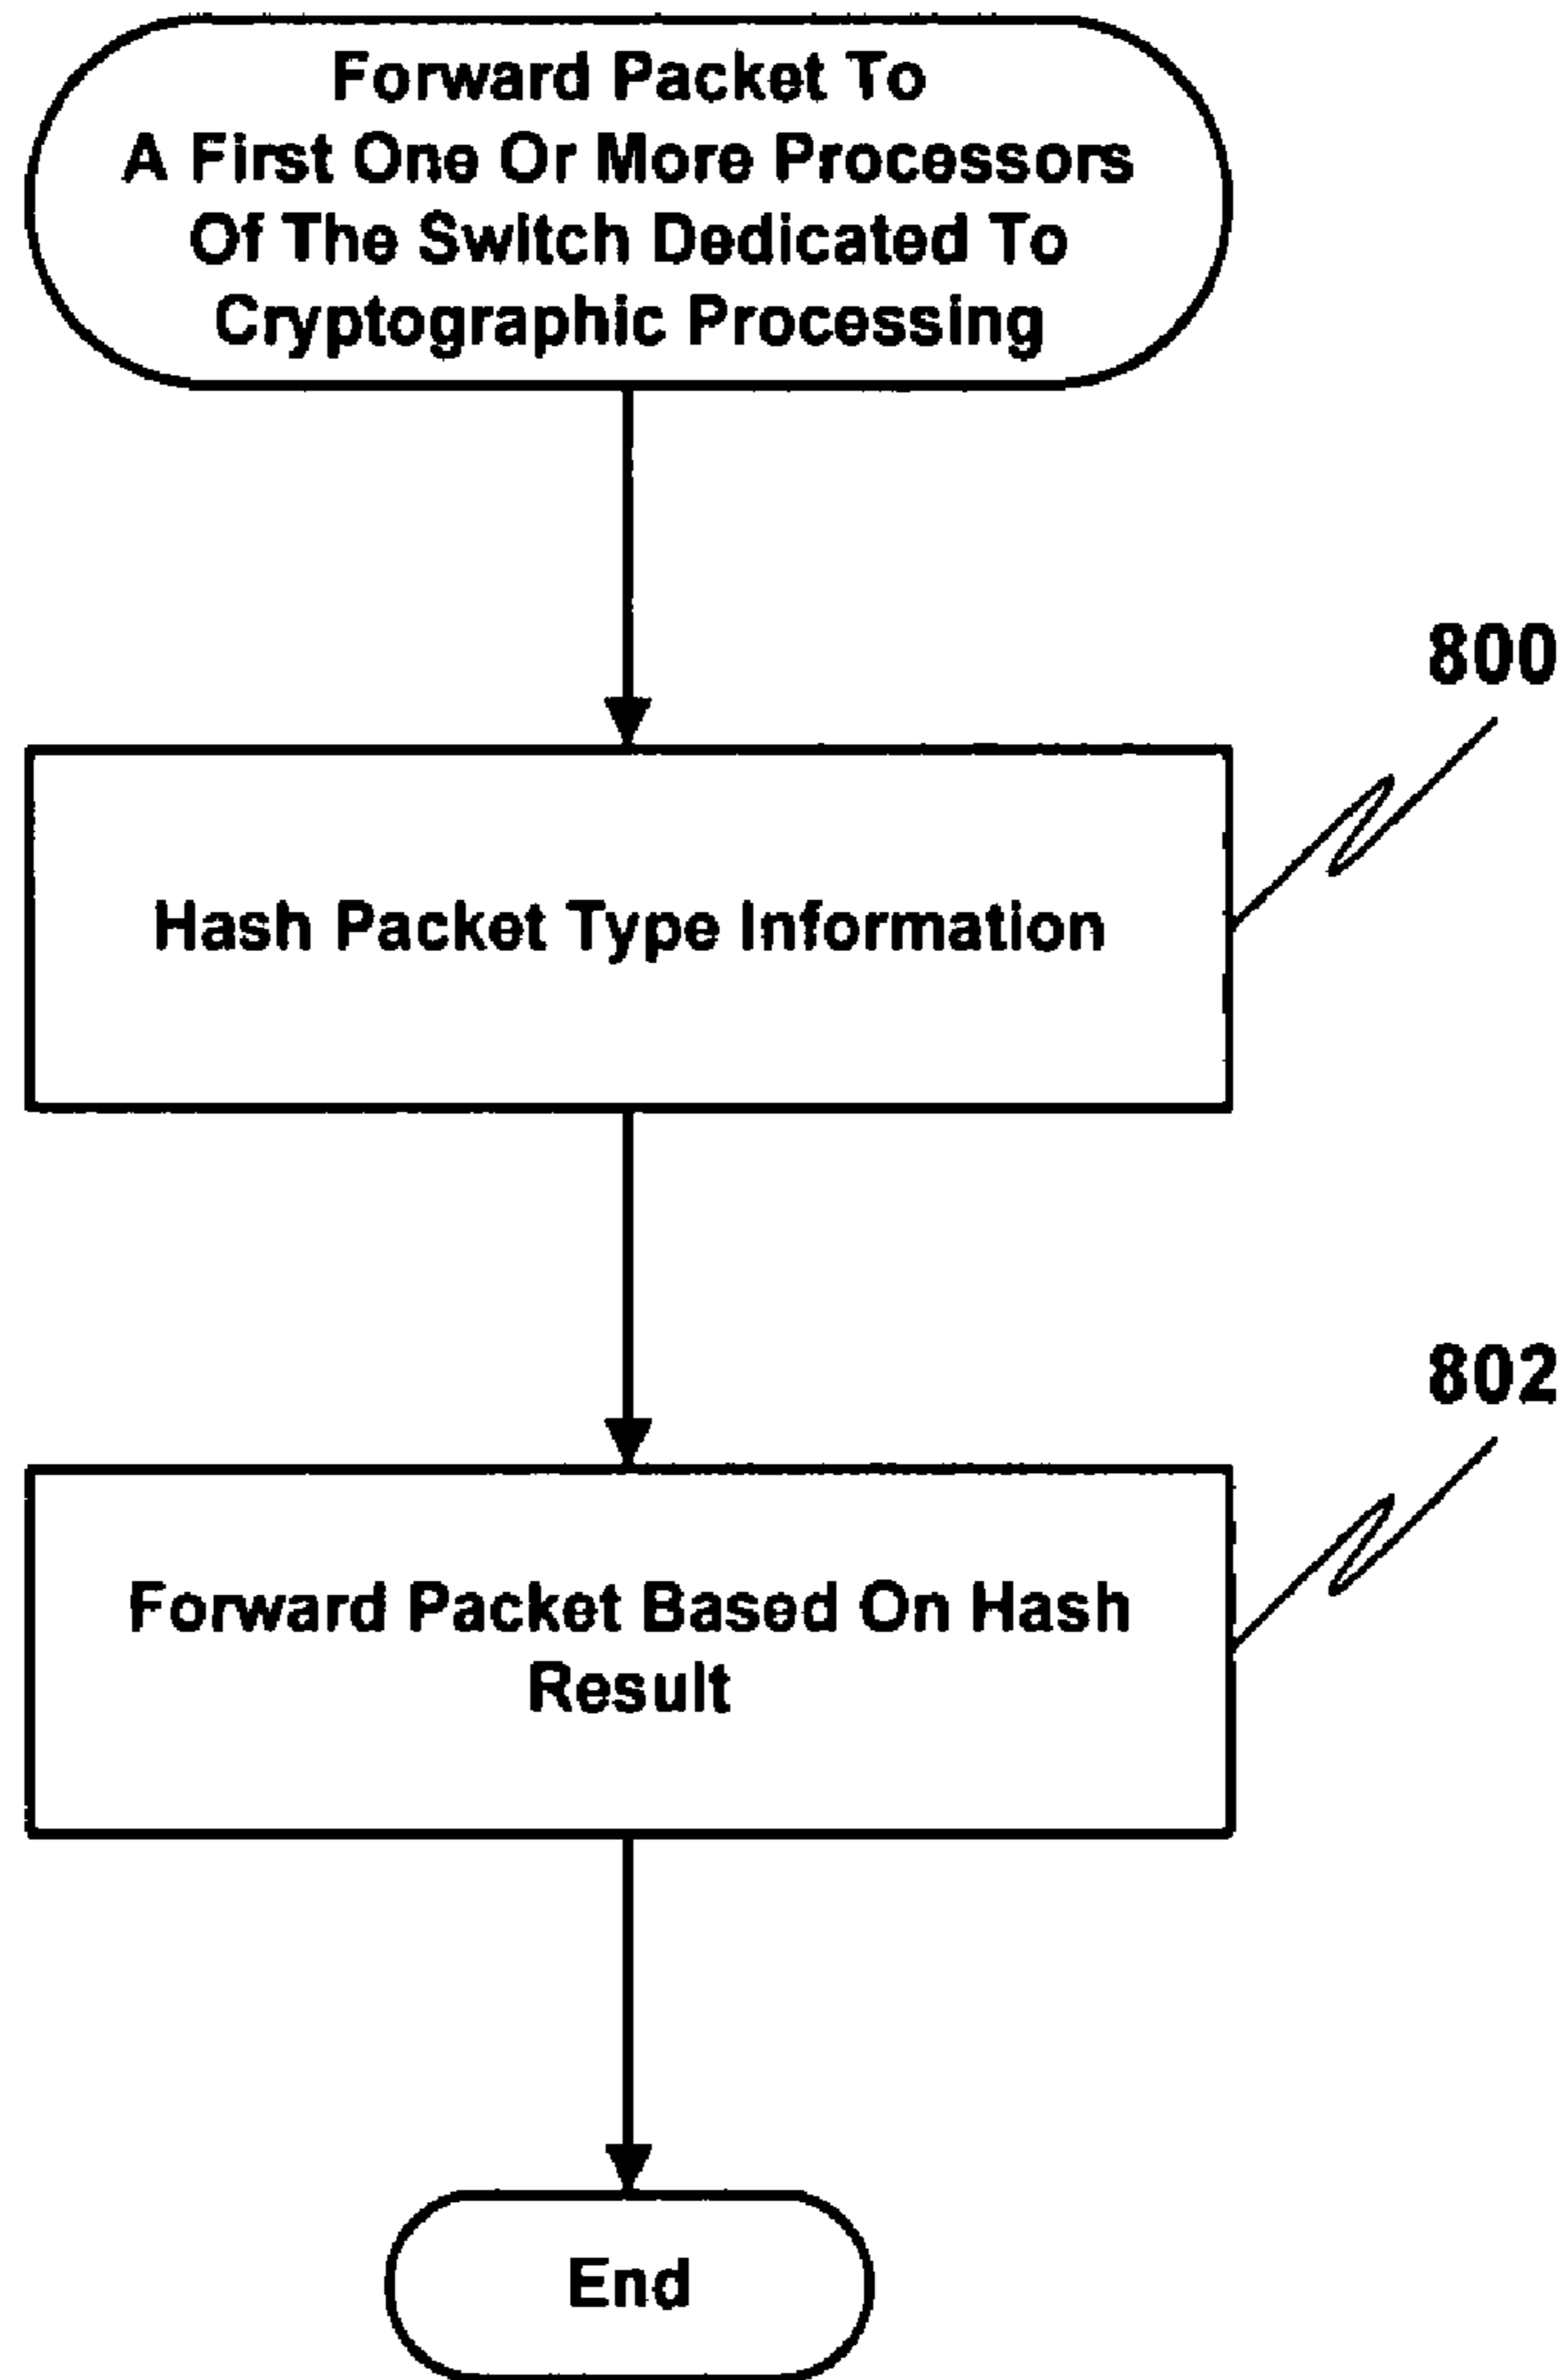 Forward Packet To
A First One Or More Processors
Of The Switch Dedicated To
Cryptographic Processing
800
Hash Packet Type Information
802
Forward Packet Based On Hash
Result
End